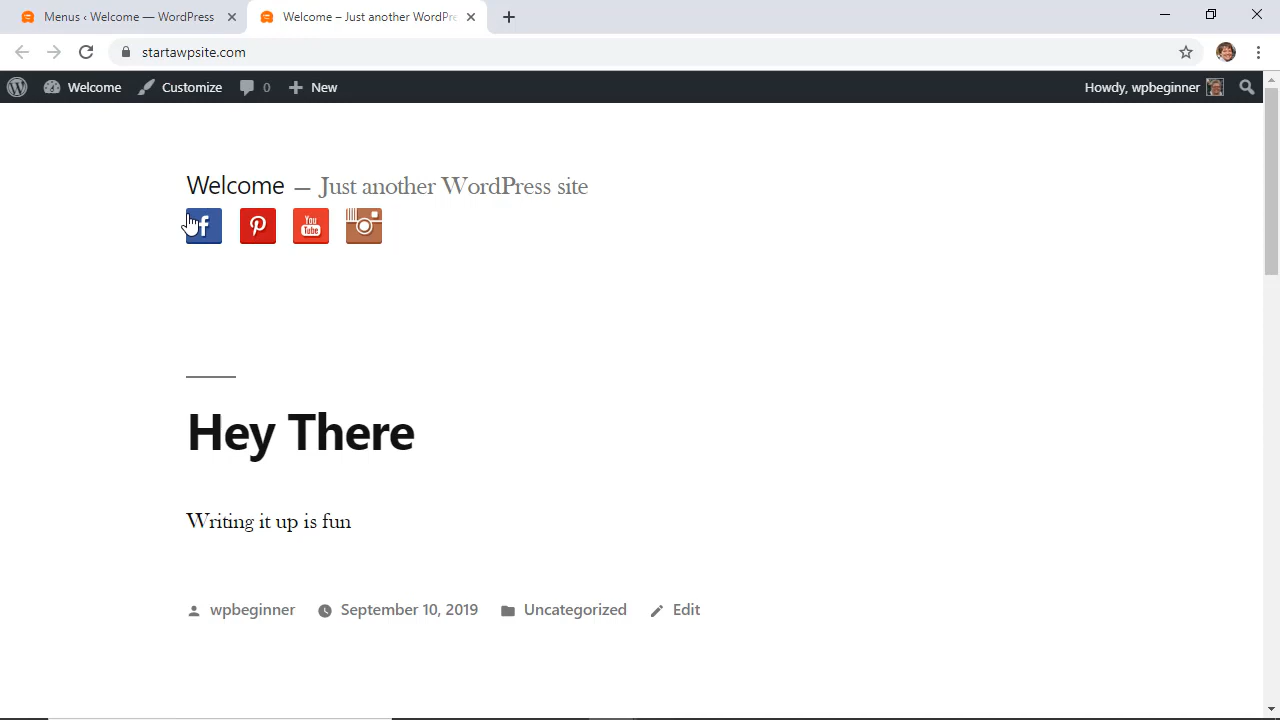 Menus ‹ Welcome — WordPress
Welcome – Just another WordPre
startawpsite.com
Welcome
Customize
0
New
Howdy, wpbeginner
Welcome — Just another WordPress site
You
Tube
Hey There
Writing it up is fun
wpbeginner
September 10, 2019
Uncategorized
Edit